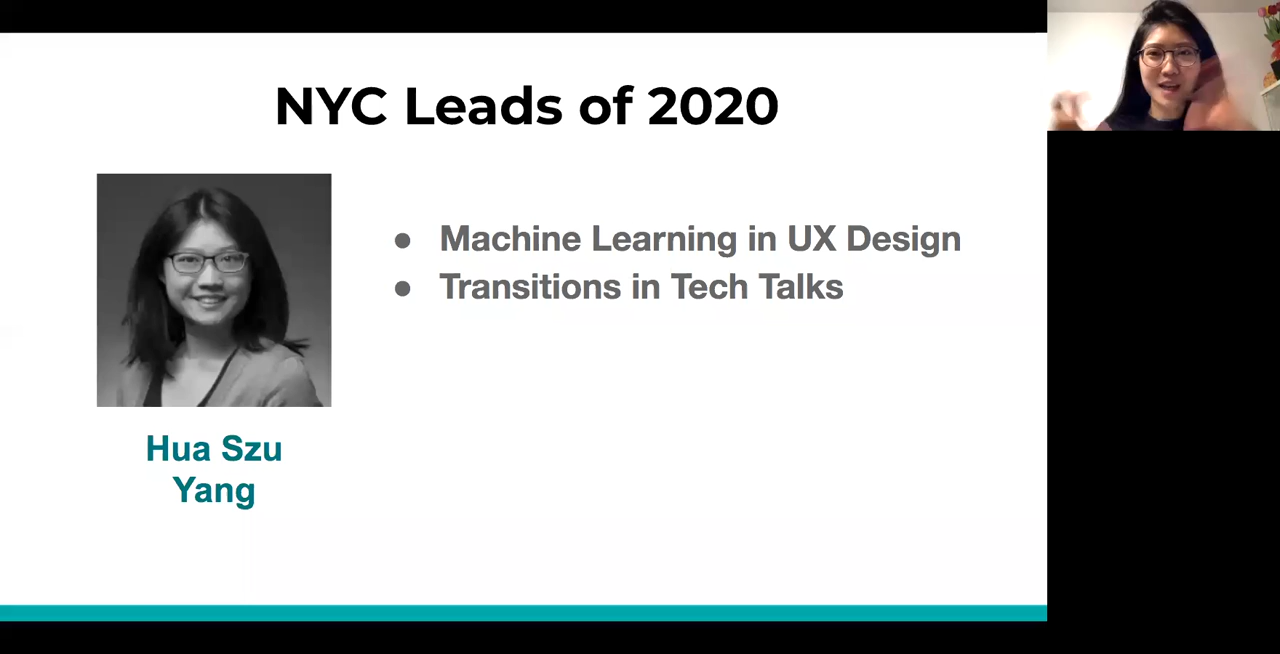 NYC Leads of 2020
● Machine Learning in UX Design
● Transitions in Tech Talks
Hua Szu
Yang